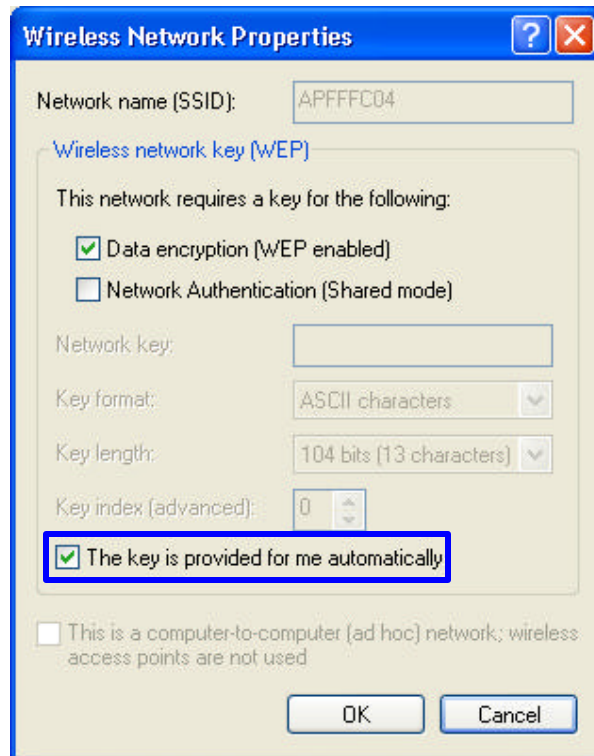 Wireless Network Properties
Network name (SSID):
APFFFC04
Wireless network key (WEP)
This network requires a key for the following:
Data encryption (WEP enabled)
Network Authentication (Shared mode)
Network key:
Key format:
ASCII characters
Key length:
104 bits (13 characters)
Key index (advanced):
0
The key is provided for me automatically
This is a computer-to-computer (ad hoc) network; wireless
access points are not used
OK
Cancel